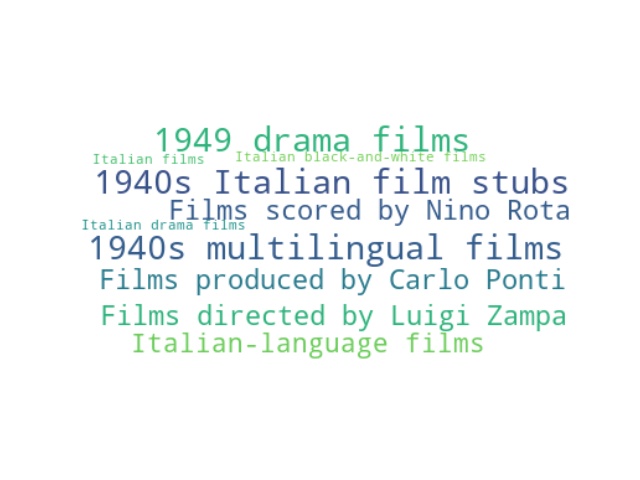 1949 drama films
Italian films
Italian black-and-white films
1940s Italian film stubs
Films scored by Nino Rota
Italian drama films
1940s multilingual films
Films produced by Carlo Ponti
Films directed by Luigi Zampa
Italian-language films